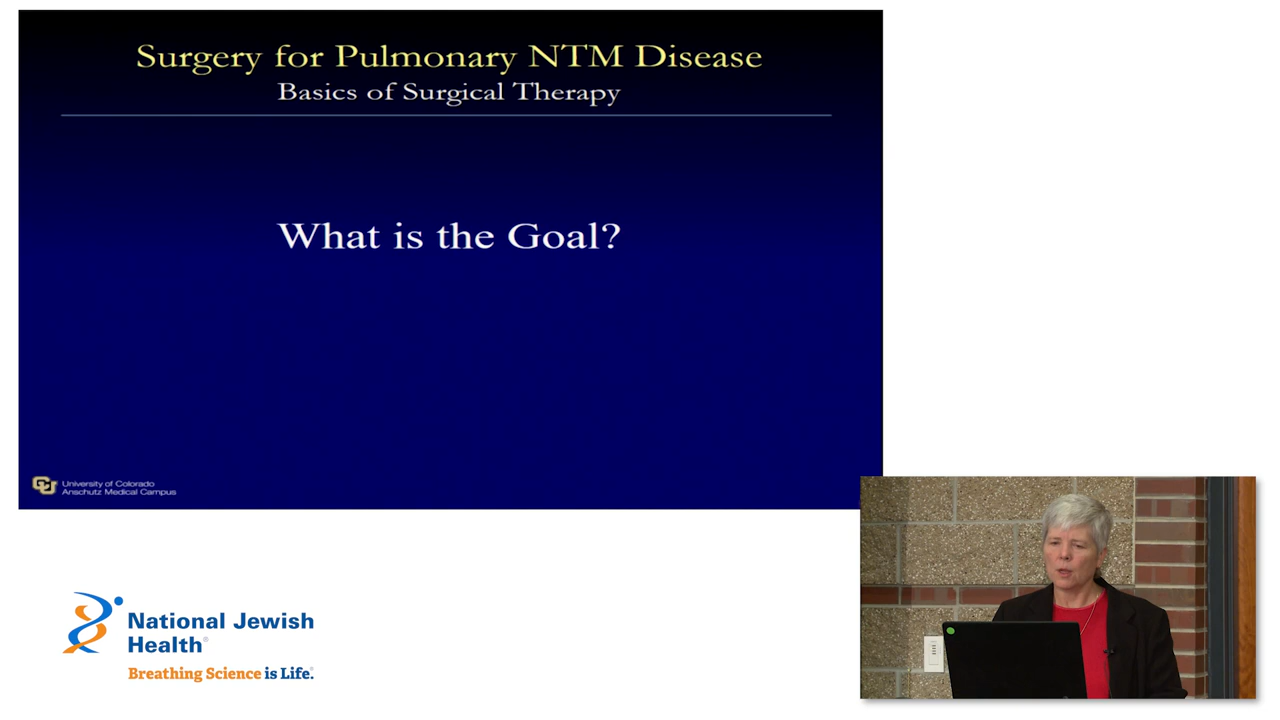 Surgery for Pulmonary NTM Disease
Basics of Surgical Therapy
What is the Goal?
CU
University of Colorado
Anschutz Medical Campus
National Jewish
Health®
Breathing Science is Life.®